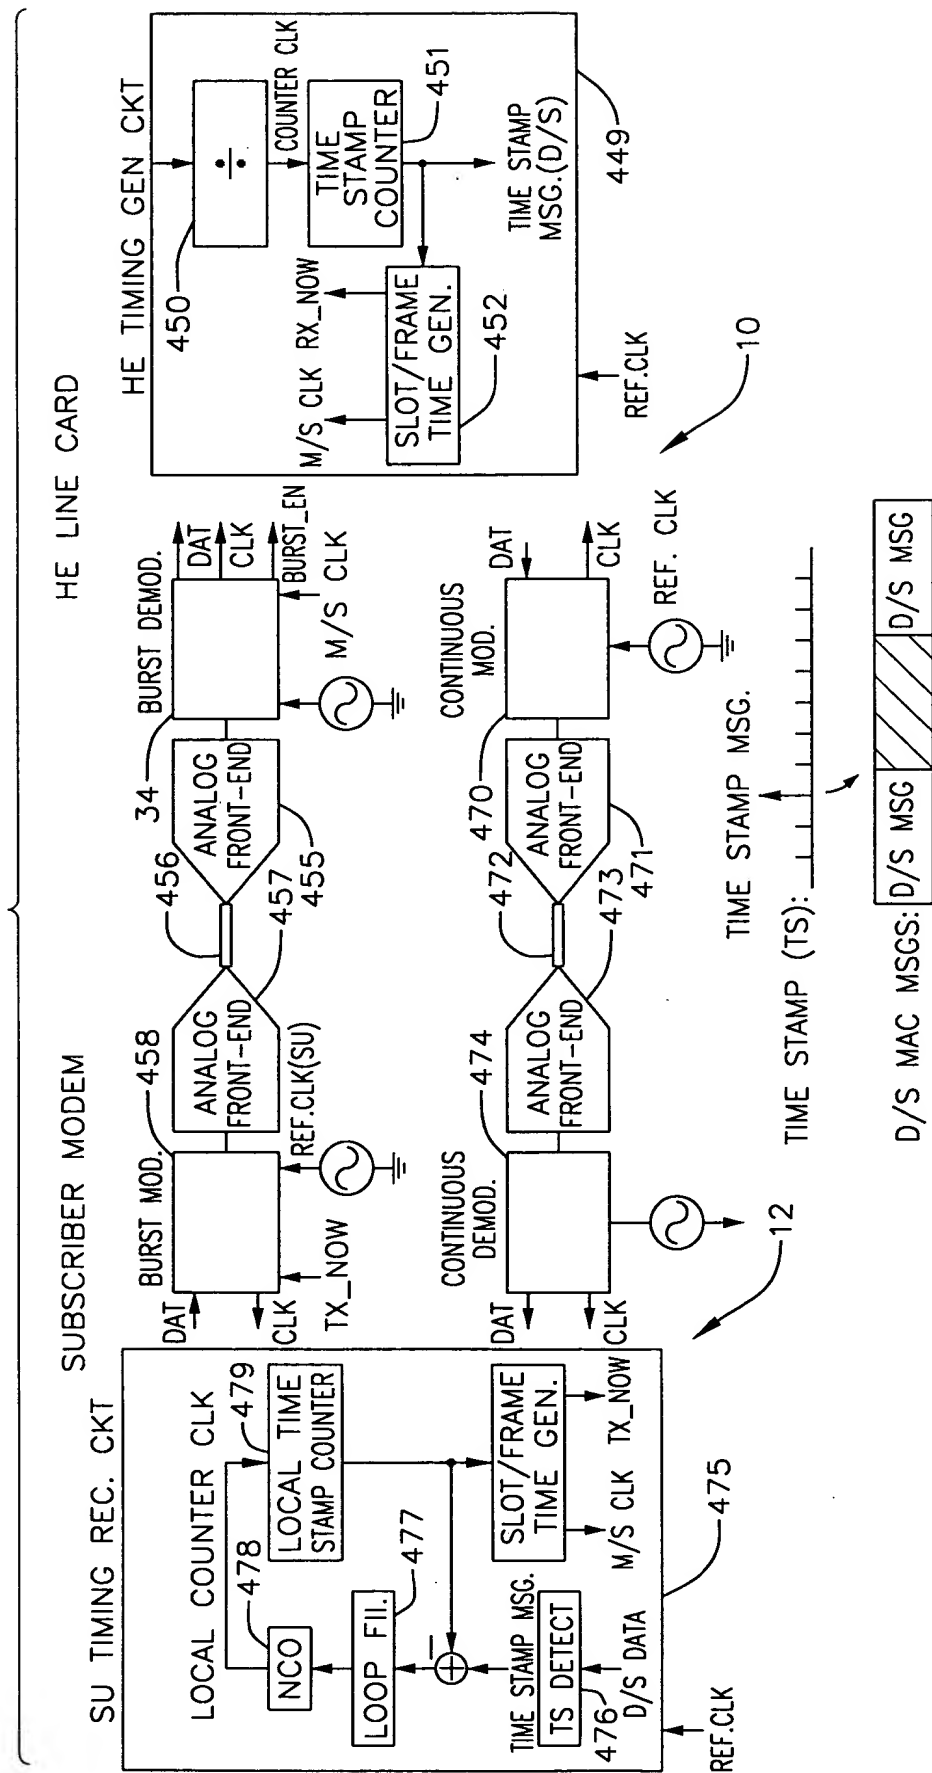 HE LINE CARD
SUBSCRIBER MODEM
SU TIMING REC. CKT
LOCAL COUNTER CLK
478
479
NCO
LOCAL TIME
STAMP COUNTER
LOOP FIl.
477
−
+
TIME STAMP MSG.
TS DETECT
476
D/S DATA
SLOT/FRAME
TIME GEN.
M/S CLK
TX_NOW
475
REF.CLK
BURST MOD.
458
DAT
CLK
TX_NOW
REF.CLK(SU)
ANALOG
FRONT-END
457
456
ANALOG
FRONT-END
455
34
BURST DEMOD.
DAT
CLK
BURST_EN
M/S CLK
CONTINUOUS
DEMOD.
474
DAT
CLK
12
ANALOG
FRONT-END
473
472
ANALOG
FRONT-END
471
470
CONTINUOUS
MOD.
DAT
CLK
REF. CLK
HE TIMING GEN CKT
450
÷
COUNTER CLK
TIME
STAMP
COUNTER
451
M/S CLK
RX_NOW
SLOT/FRAME
TIME GEN.
452
TIME STAMP
MSG.(D/S)
449
REF.CLK
10
TIME STAMP MSG.
TIME STAMP (TS):
D/S MAC MSGS:
D/S MSG
D/S MSG